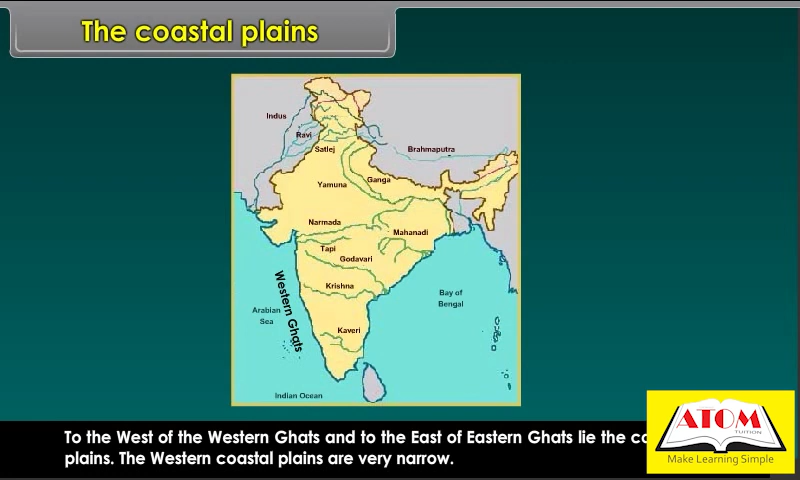 The coastal plains
Indus
Ravi
Satlej
Brahmaputra
Yamuna
Ganga
Narmada
Mahanadi
Tapi
Godavari
Western Ghats
Krishna
Bay of
Bengal
Arabian
Sea
Kaveri
Indian Ocean
To the West of the Western Ghats and to the East of Eastern Ghats lie the
plains. The Western coastal plains are very narrow.
ATOM
TUITION
Make Learning Simple